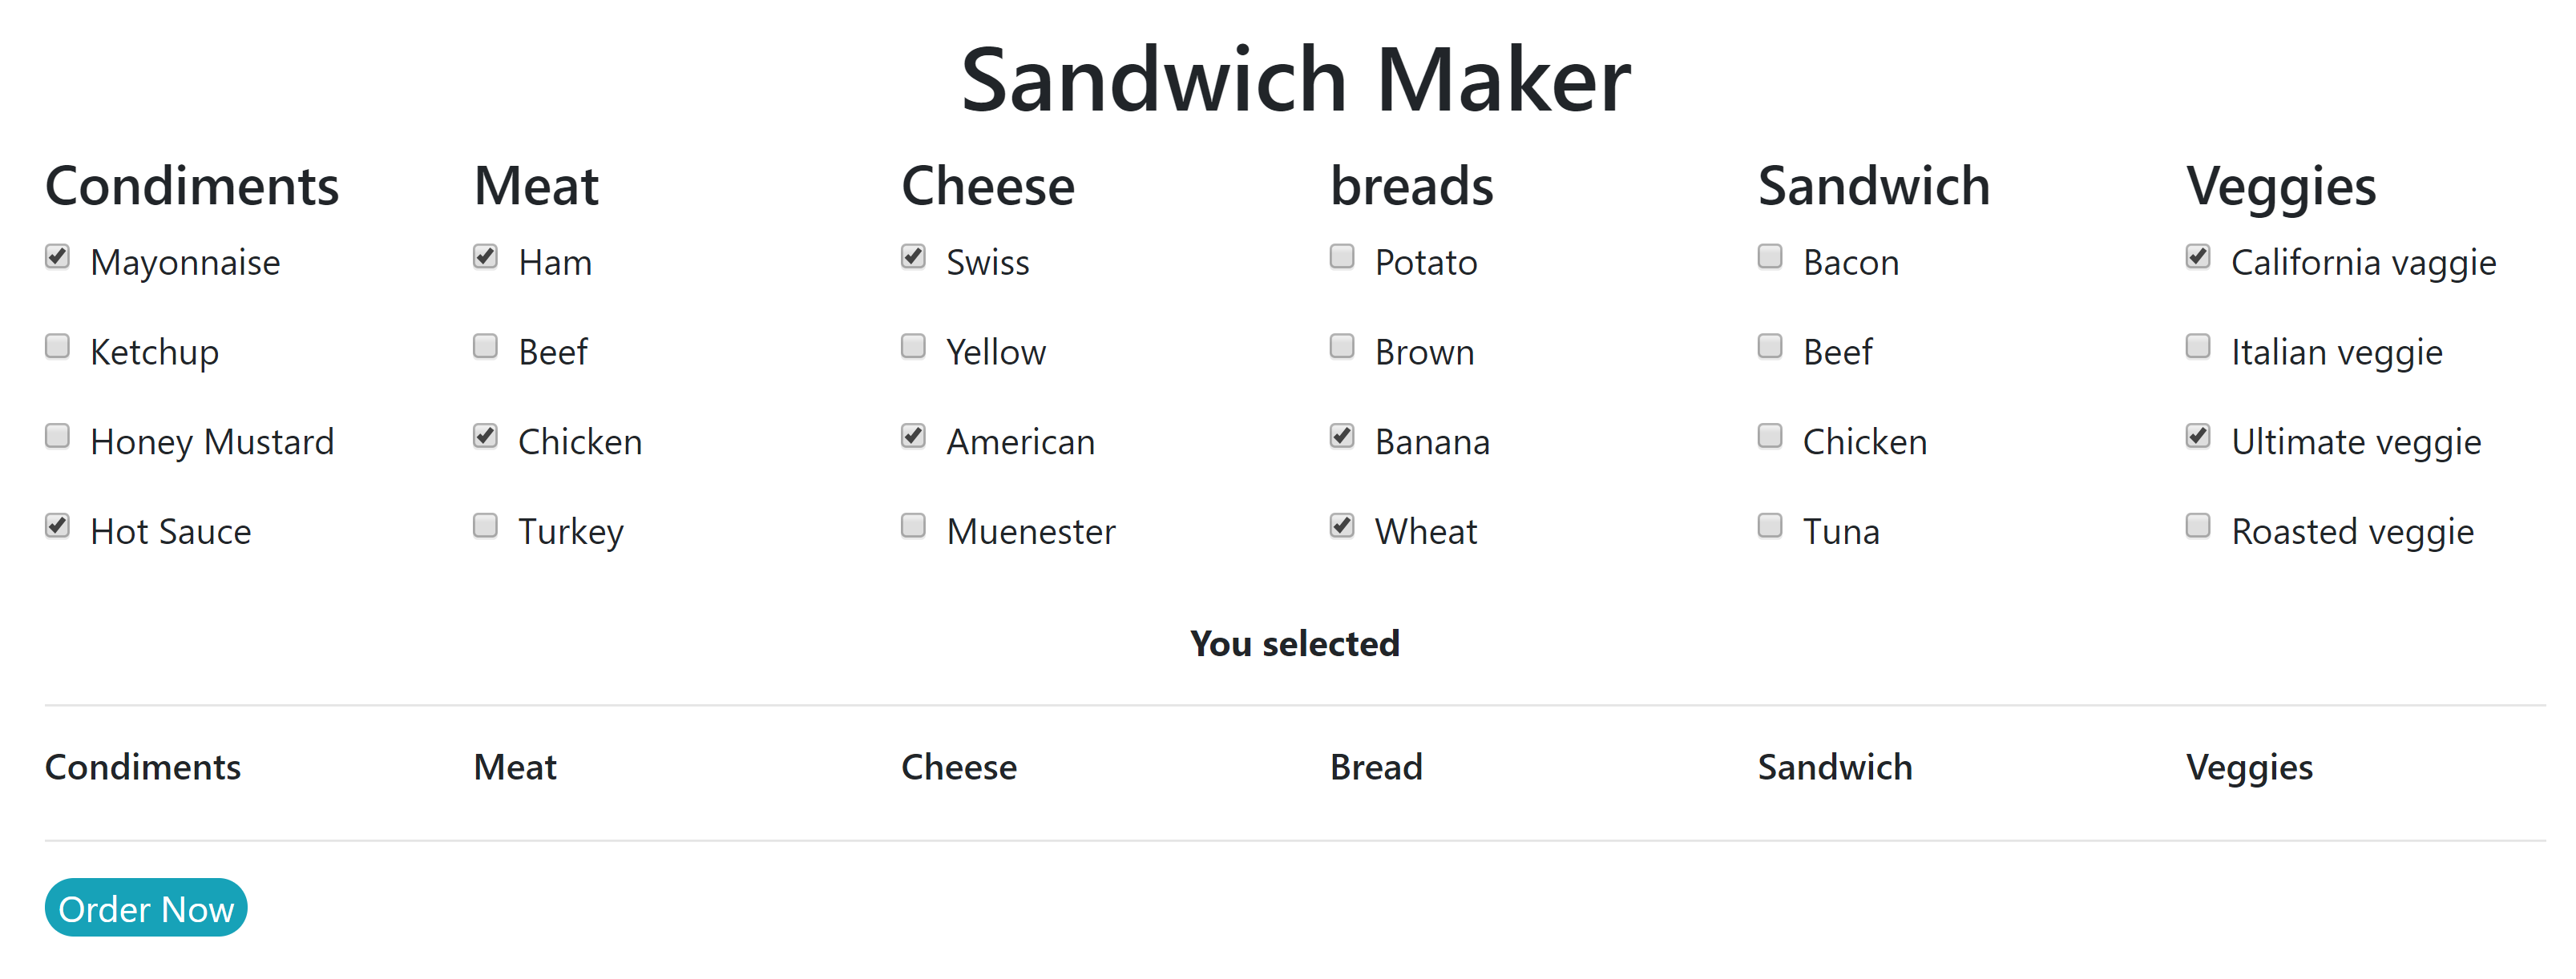 Sandwich Maker
Condiments Meat Cheese breads Sandwich Veggies
Mayonnaise Ham Swiss Potato Bacon California vaggie
Ketchup Beef Yellow Brown Beef Italian veggie
Honey Mustard Chicken American Banana Chicken Ultimate veggie
Hot Sauce Turkey Muenester Wheat Tuna Roasted veggie
You selected
Condiments Meat Cheese Bread Sandwich Veggies
Order Now